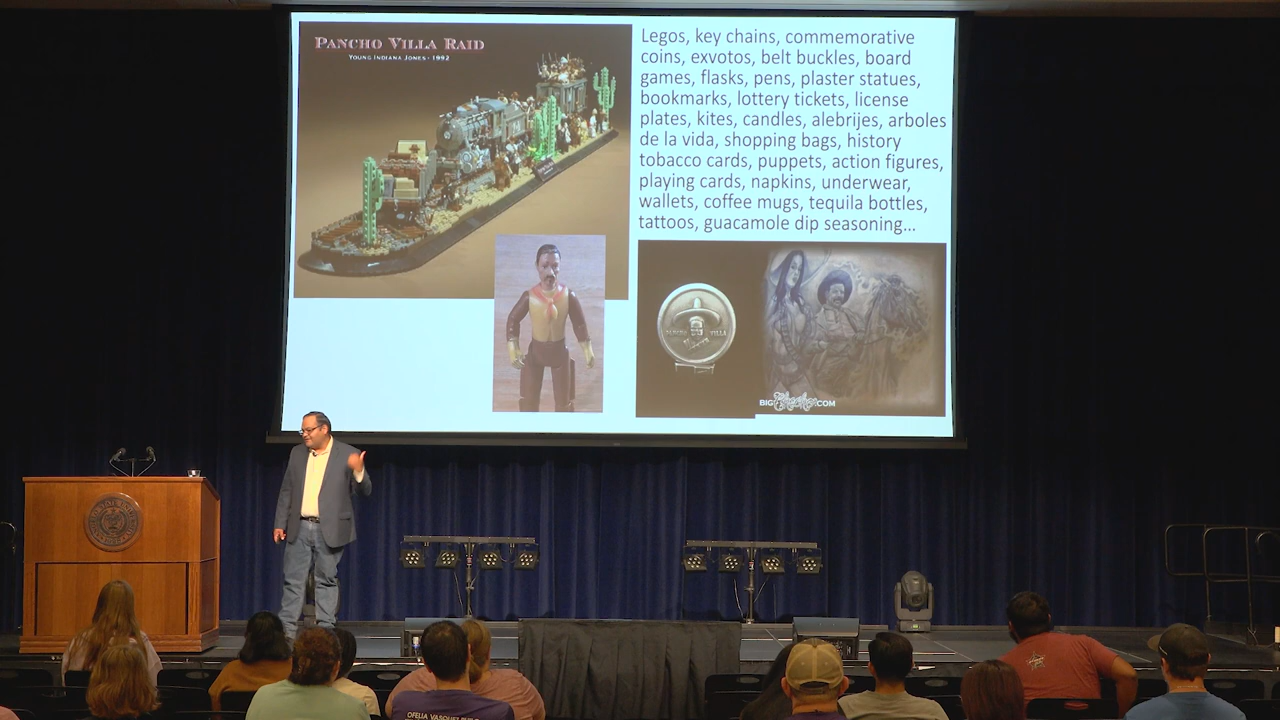 PANCHO VILLA RAID
YOUNG INDIANA JONES - 1992
Legos, key chains, commemorative
coins, exvotos, belt buckles, board
games, flasks, pens, plaster statues,
bookmarks, lottery tickets, license
plates, kites, candles, alebrijes, arboles
de la vida, shopping bags, history
tobacco cards, puppets, action figures,
playing cards, napkins, underwear,
wallets, coffee mugs, tequila bottles,
tattoos, guacamole dip seasoning...
PANCHO VILLA
BIG
.COM
OFELIA VASQUEZ